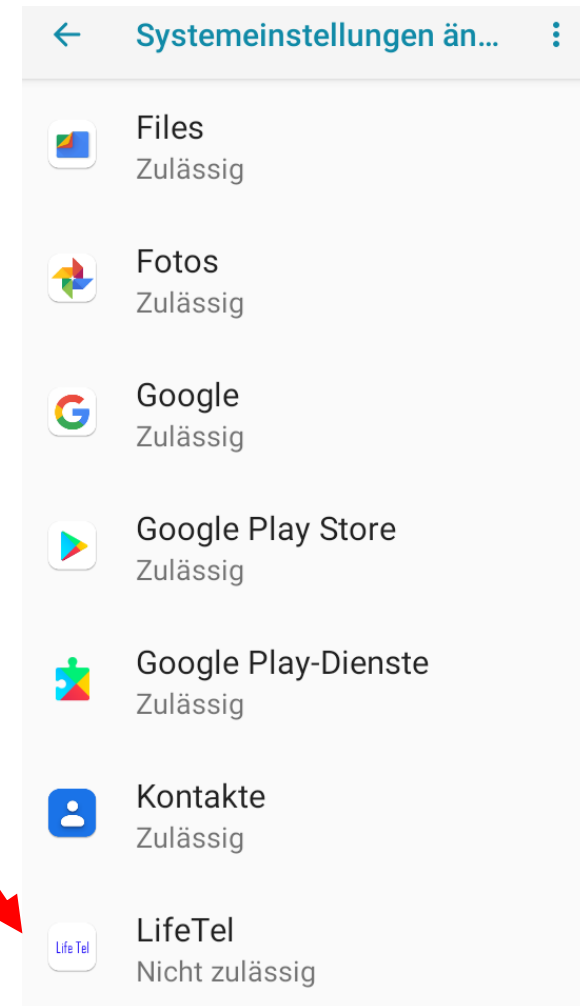 Systemeinstellungen än...
Files
Zulässig
Fotos
Zulässig
Google
Zulässig
Google Play Store
Zulässig
Google Play-Dienste
Zulässig
Kontakte
Zulässig
Life Tel
LifeTel
Nicht zulässig